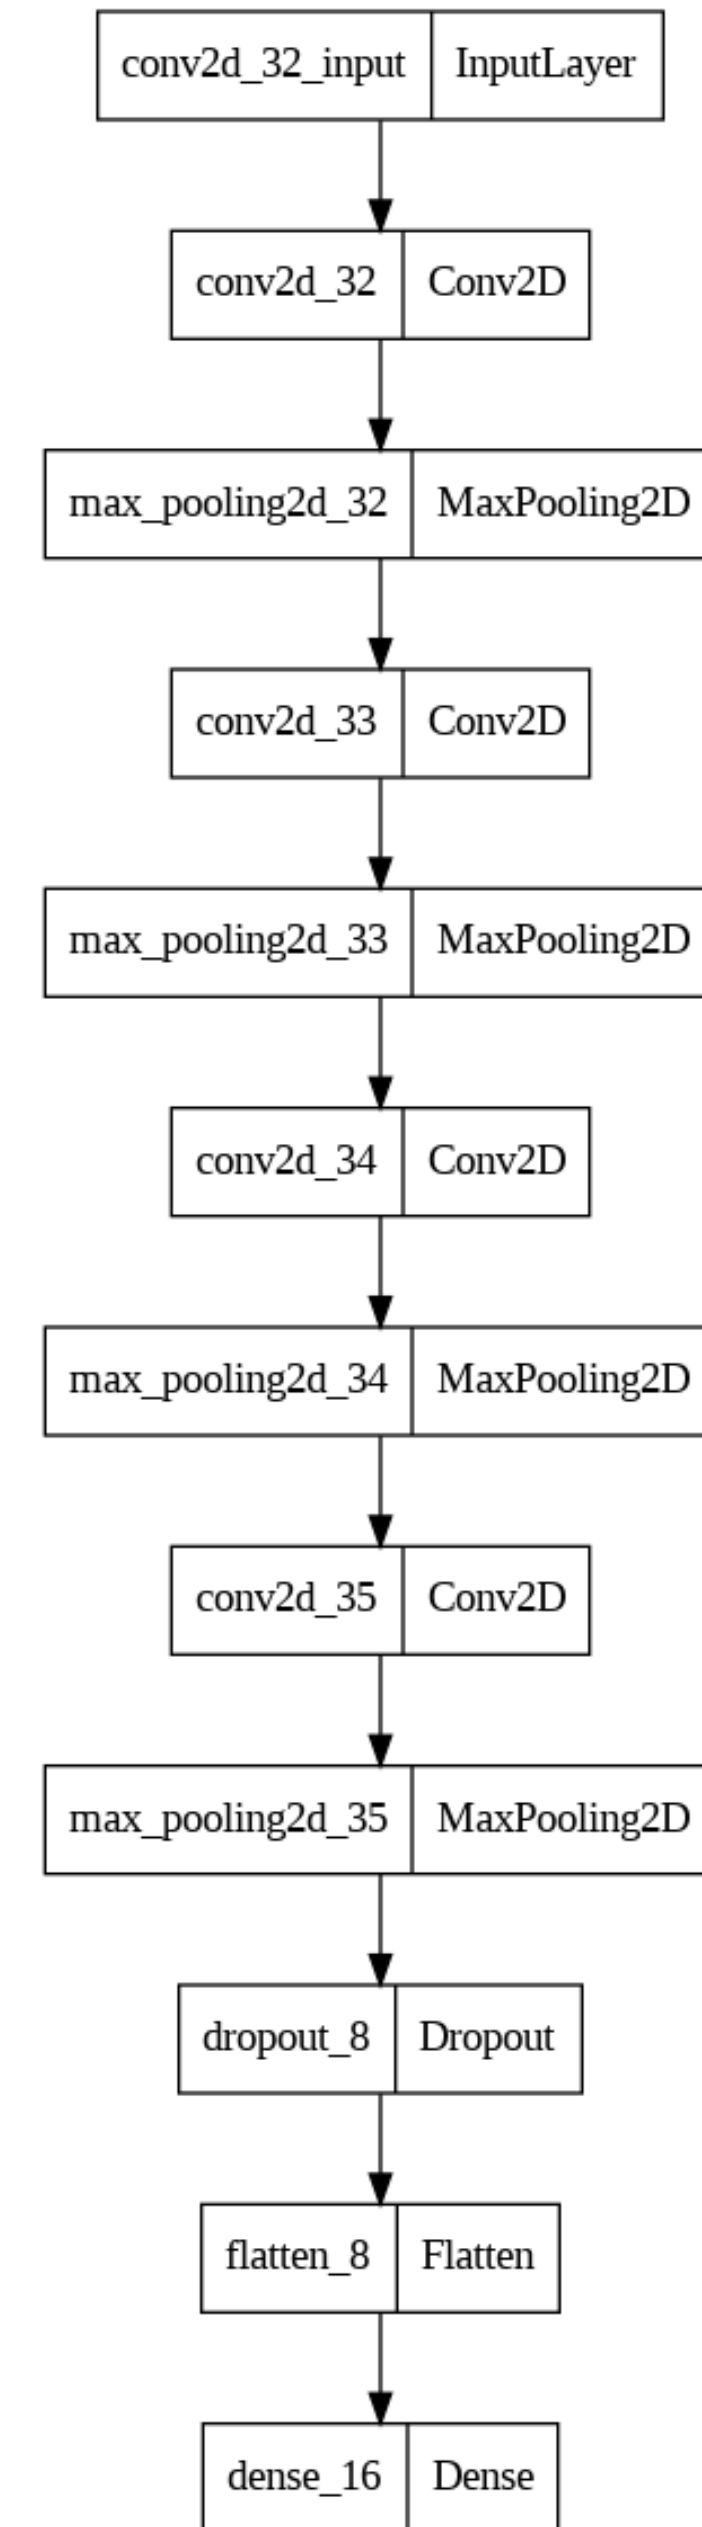 conv2d_32_input InputLayer
conv2d_32 Conv2D
max_pooling2d_32 MaxPooling2D
conv2d_33 Conv2D
max_pooling2d_33 MaxPooling2D
conv2d_34 Conv2D
max_pooling2d_34 MaxPooling2D
conv2d_35 Conv2D
max_pooling2d_35 MaxPooling2D
dropout_8 Dropout
flatten_8 Flatten
dense_16 Dense